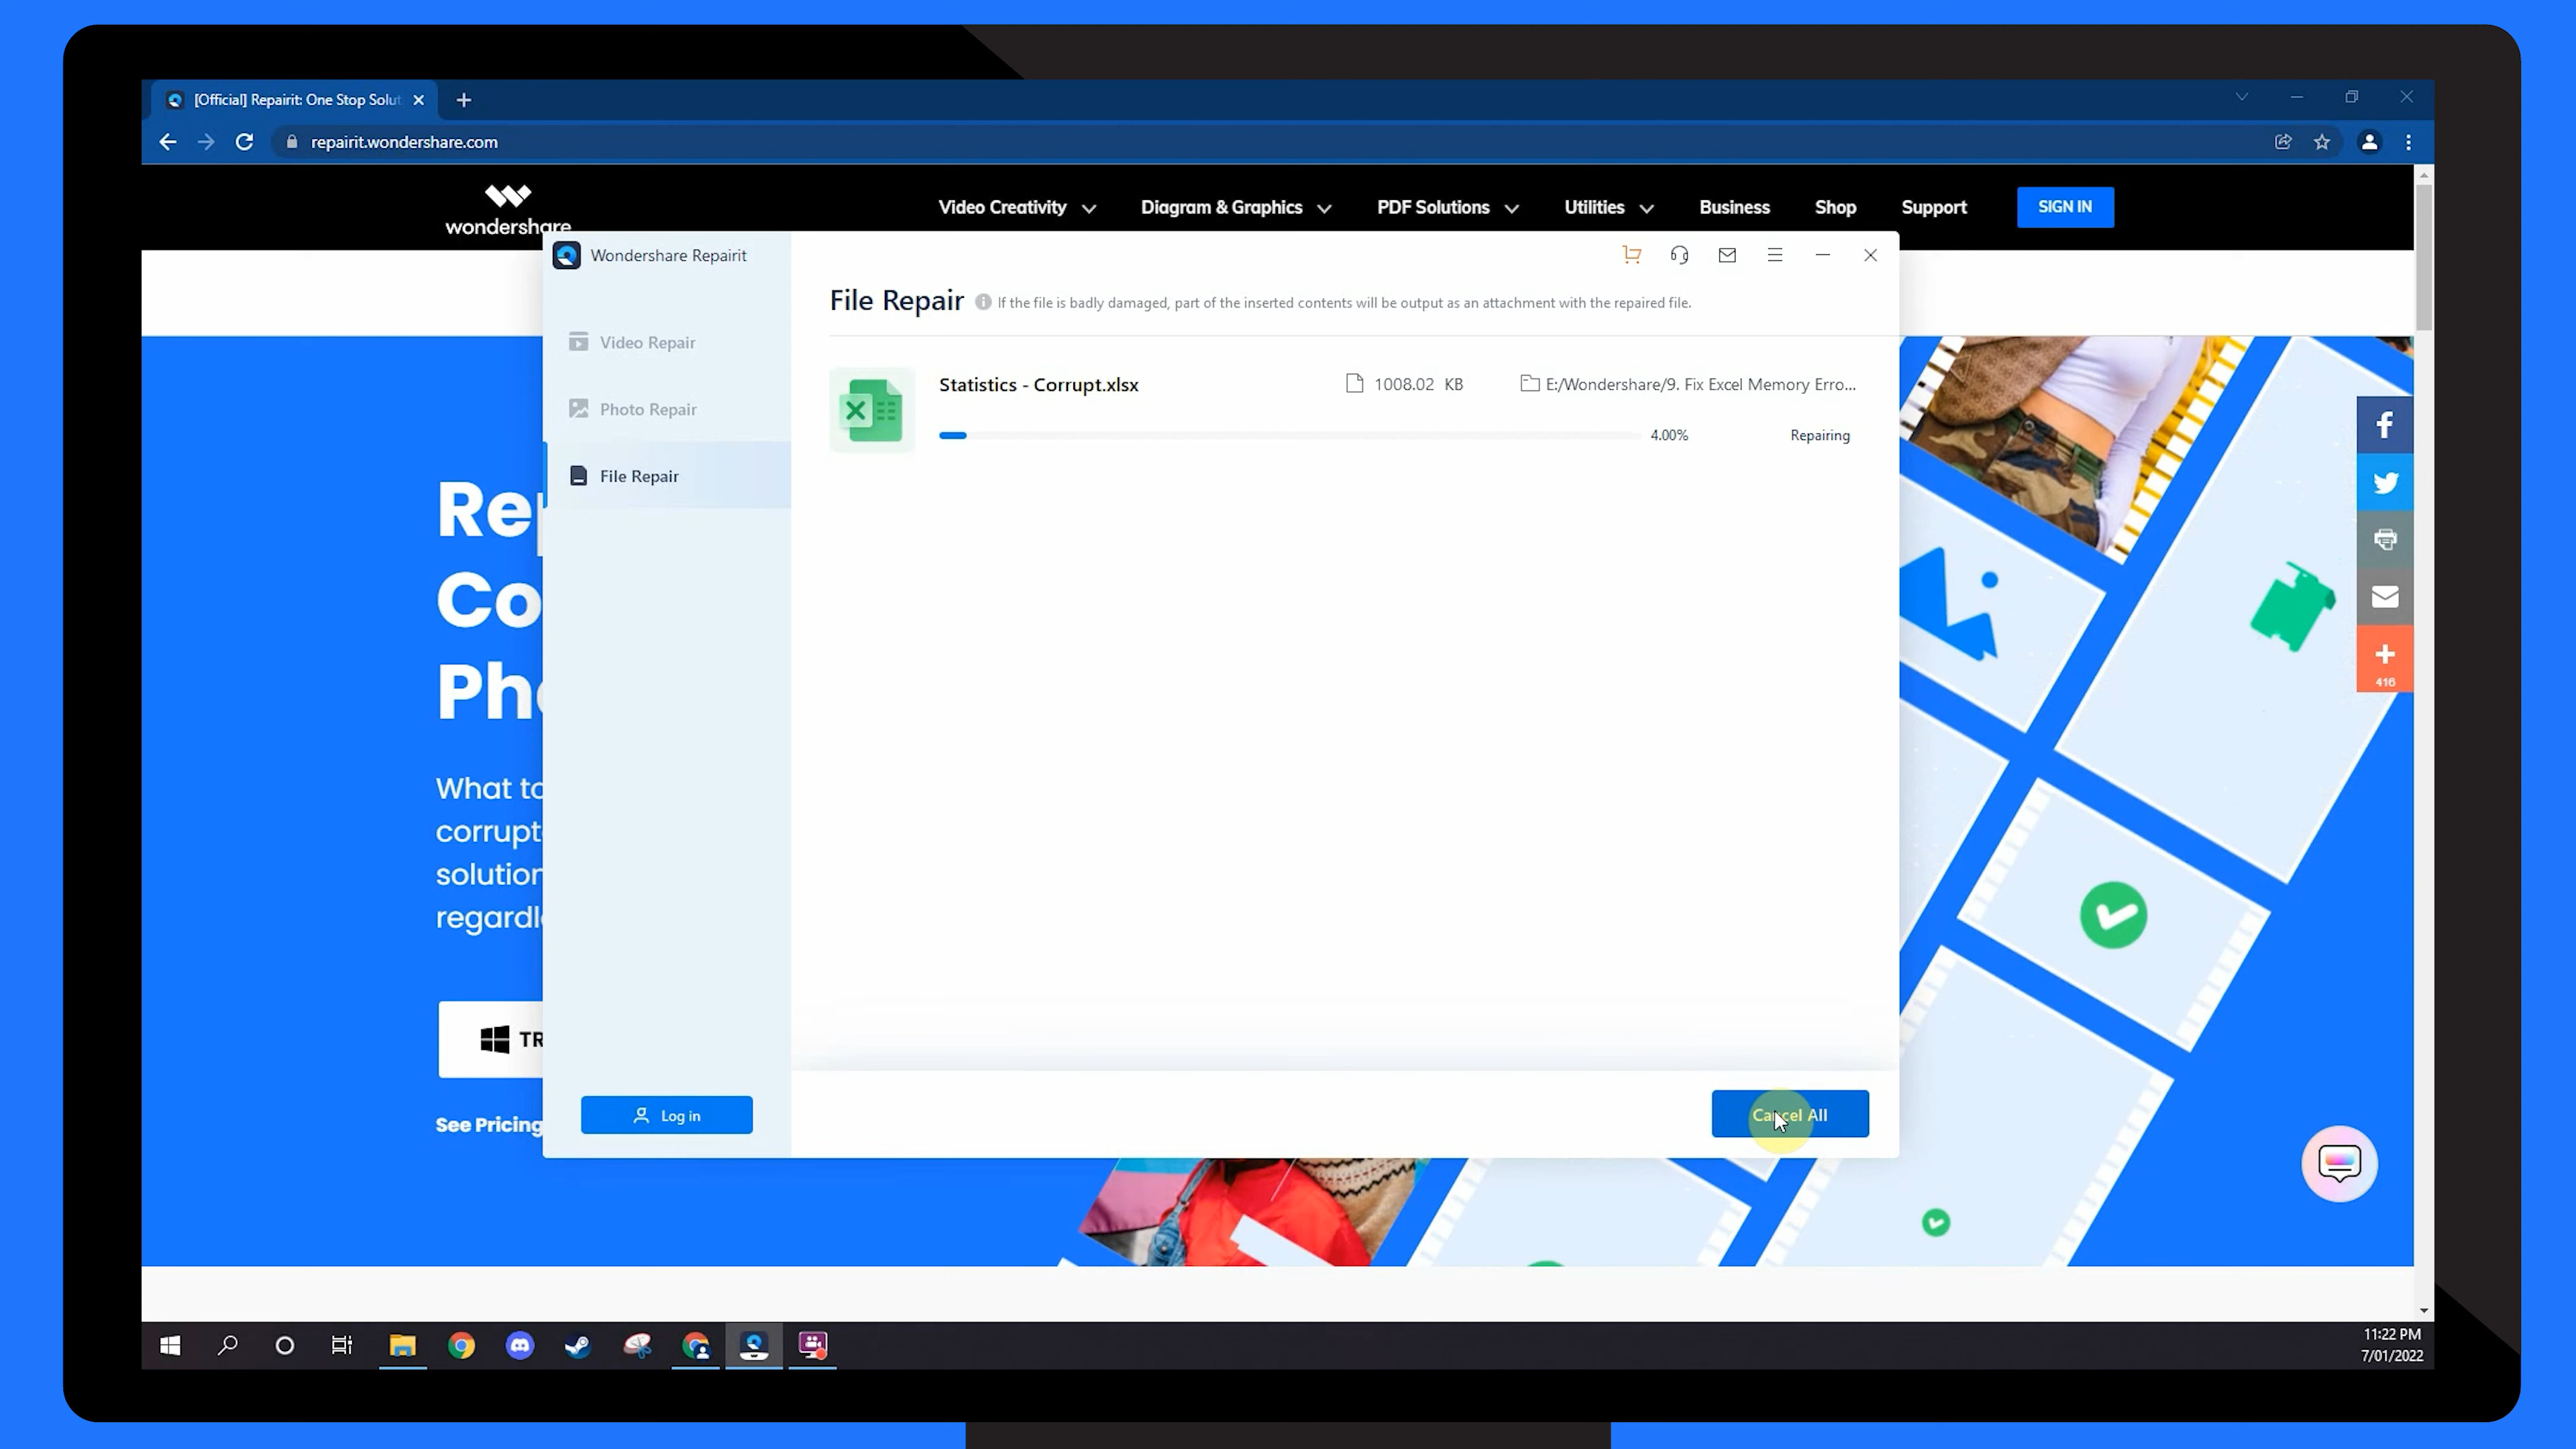 [Official] Repairit: One Stop Solut
repairit.wondershare.com
wondershare
Video Creativity
Diagram & Graphics
PDF Solutions
Utilities
Business
Shop
Support
SIGN IN
Wondershare Repairit
File Repair
If the file is badly damaged, part of the inserted contents will be output as an attachment with the repaired file.
Video Repair
Photo Repair
File Repair
Statistics - Corrupt.xlsx
1008.02 KB
E:/Wondershare/9. Fix Excel Memory Erro...
4.00%
Repairing
416
Re
Co
Ph
What to
corrupt
solution
regardl
TR
See Pricing
Log in
Cancel All
11:22 PM
7/01/2022